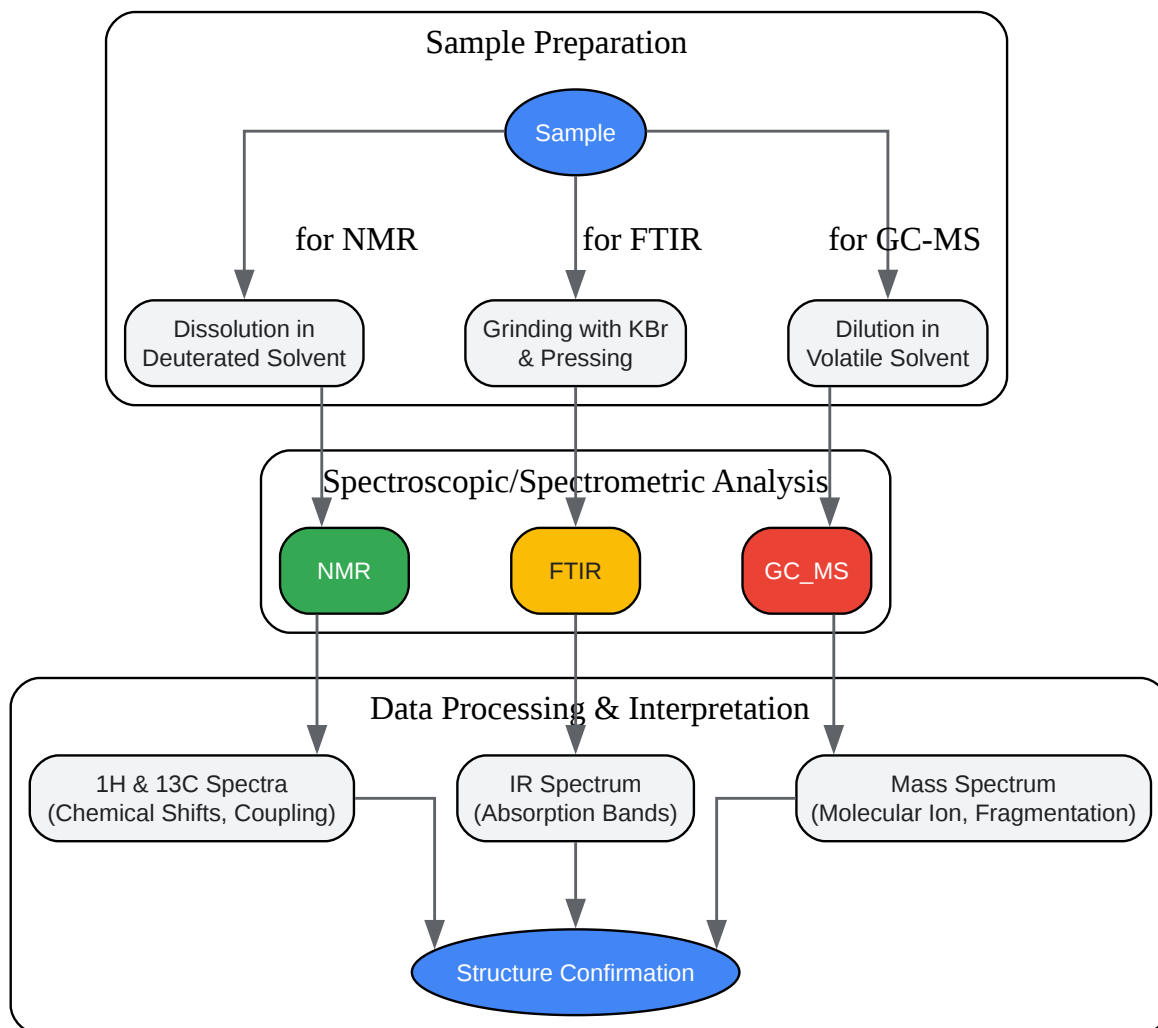 Sample Preparation
Sample
for NMR
for FTIR
for GC-MS
Dissolution in
Deuterated Solvent
Grinding with KBr
& Pressing
Dilution in
Volatile Solvent
Spectroscopic/Spectrometric Analysis
NMR
FTIR
GC_MS
Data Processing & Interpretation
1H & 13C Spectra
(Chemical Shifts, Coupling)
IR Spectrum
(Absorption Bands)
Mass Spectrum
(Molecular Ion, Fragmentation)
Structure Confirmation